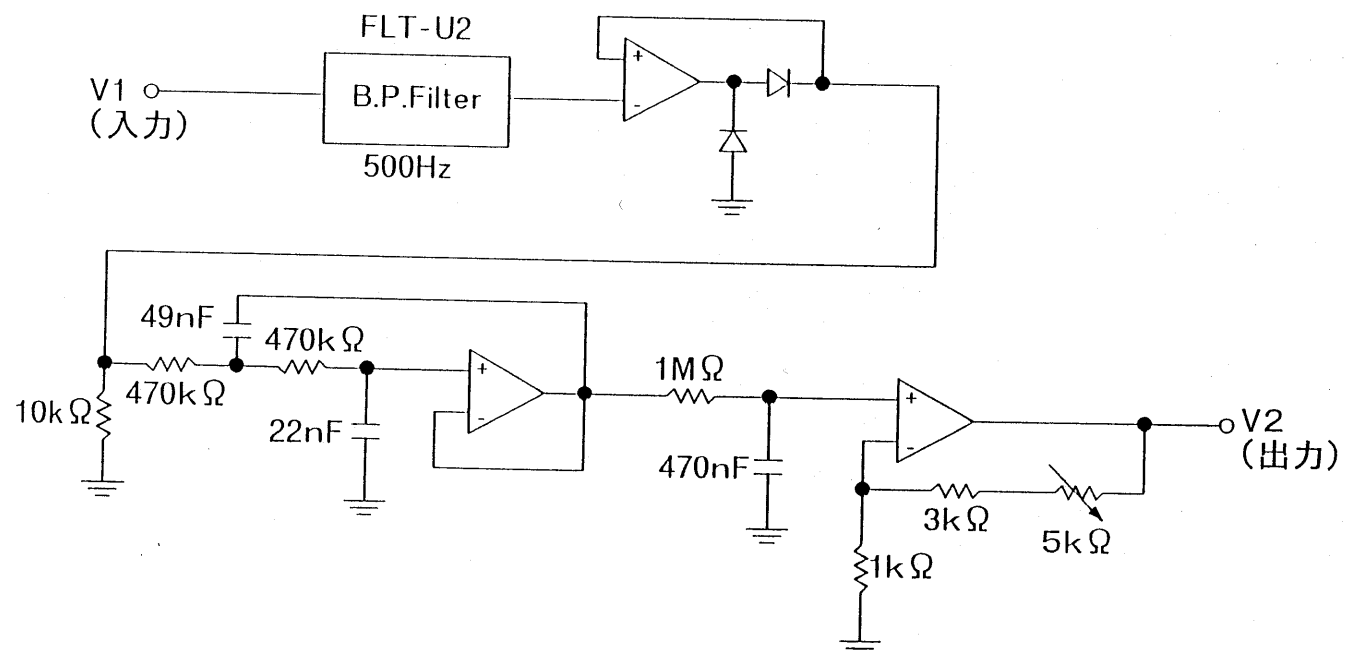 FLT-U2
V1
(入力)
B.P.Filter
500Hz
+
-
49nF
470kΩ
470kΩ
10kΩ
22nF
+
-
1MΩ
470nF
+
-
V2
(出力)
3kΩ
5kΩ
1kΩ